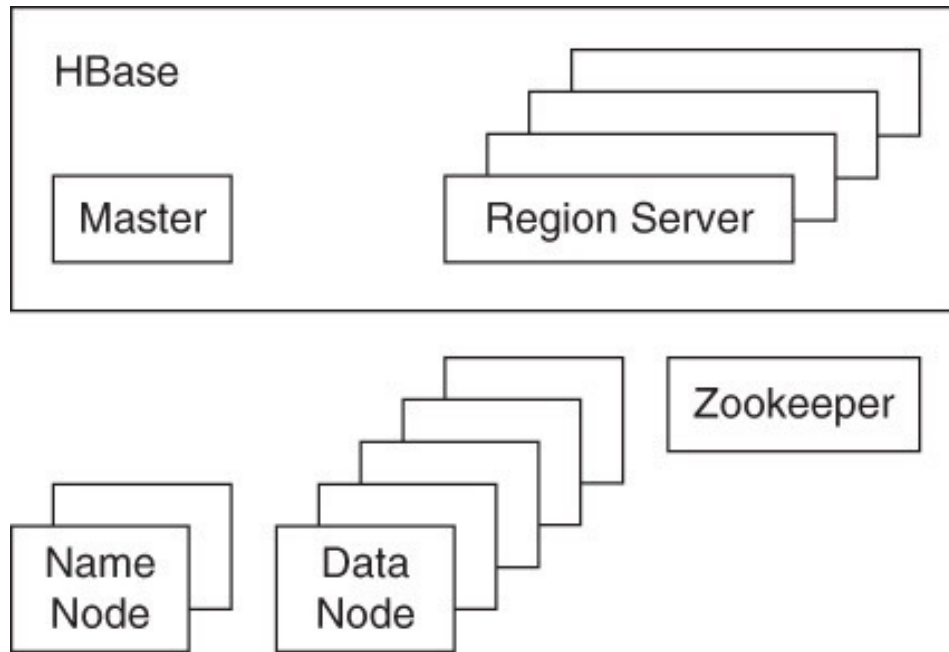 HBase
Master
Region Server
Zookeeper
Name
Node
Data
Node